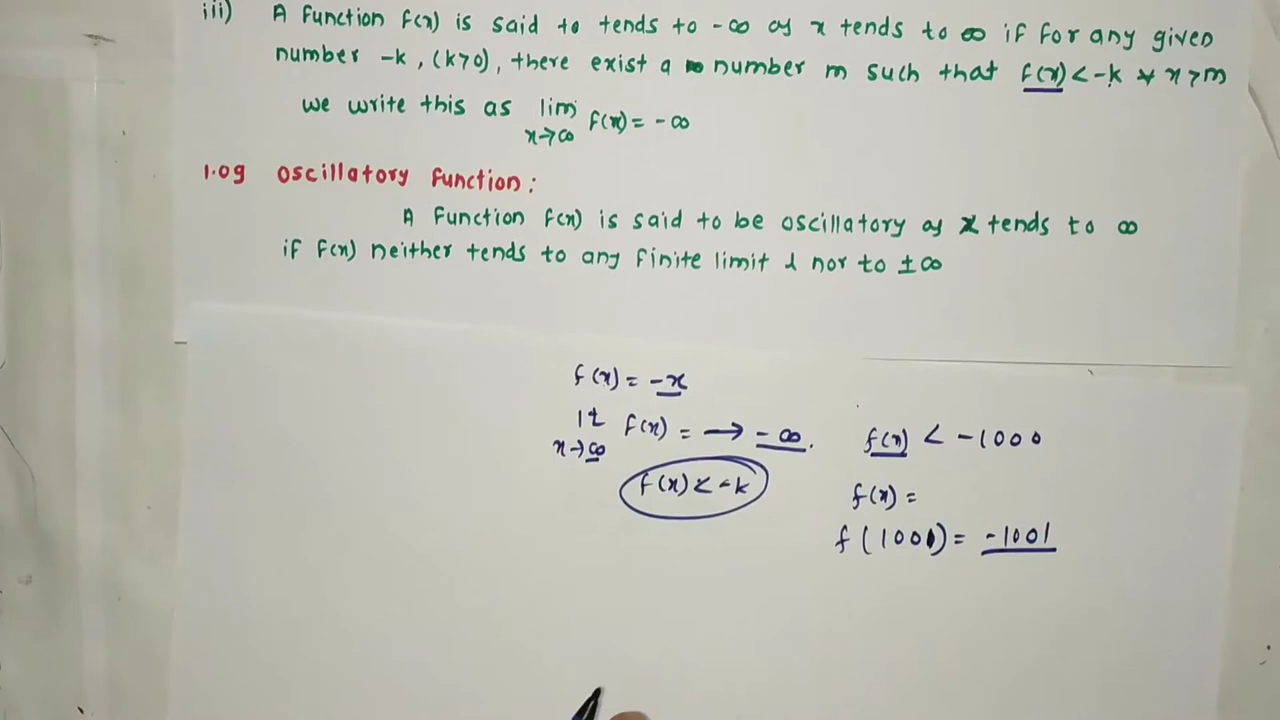 iii) A function f(x) is said to tends to -∞ as x tends to ∞ if for any given
number -k, (k>0), there exist a number m such that f(x) < -k ∀ x>m
we write this as lim f(x) = -∞
x→∞
1.09 oscillatory function:
A function f(x) is said to be oscillatory as x tends to ∞
if f(x) neither tends to any finite limit l nor to ±∞
f(x) = -x
lt f(x) = → -∞.
x→∞
f(x) < -k
f(x) < -1000
f(x) =
f(1001) = -1001